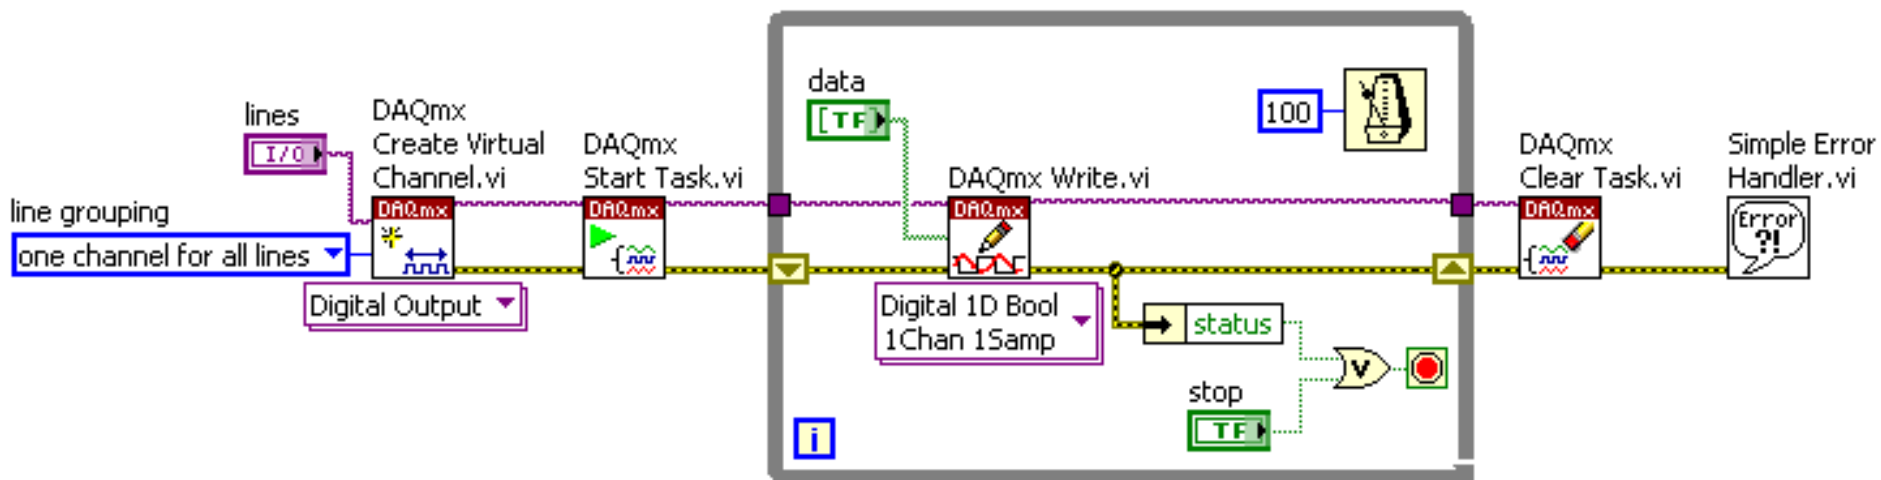 lines
I/O
line grouping
one channel for all lines
DAQmx
Create Virtual
Channel.vi
DAQmx
Digital Output
DAQmx
Start Task.vi
DAQmx
data
[TF]
DAQmx Write.vi
DAQmx
Digital 1D Bool
1Chan 1Samp
100
status
stop
TF
V
i
DAQmx
Clear Task.vi
DAQmx
Simple Error
Handler.vi
Error
?!